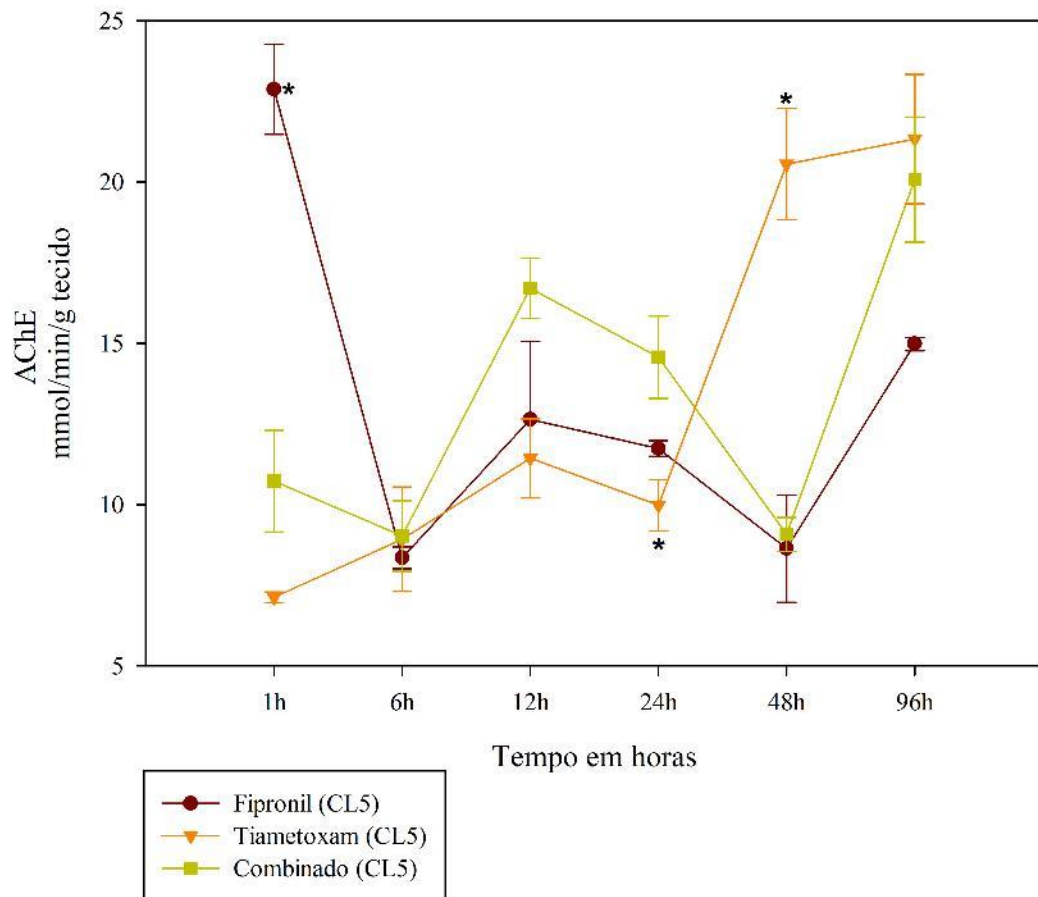 25
20
15
10
5
AChE
mmol/min/g tecido
*
*
*
1h 6h 12h 24h 48h 96h
Tempo em horas
Fipronil (CL5)
Tiametoxam (CL5)
Combinado (CL5)